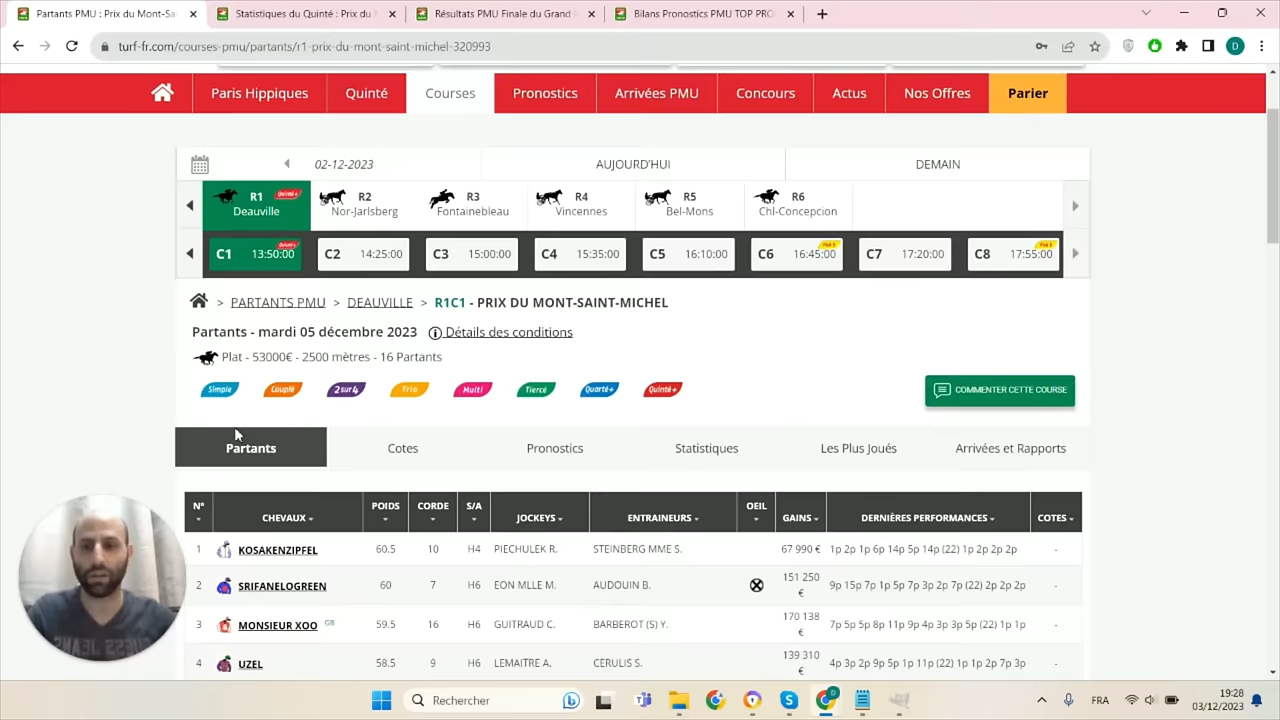 Partants PMU : Prix du Mont-Sa
Statistiques du Quinté : Prix du
Résultats PMU Finale du Grand
Bilans Pronostics PMU TOP PRO
turf-fr.com/courses-pmu/partants/r1-prix-du-mont-saint-michel-320993
D
Paris Hippiques Quinté Courses Pronostics Arrivées PMU Concours Actus Nos Offres Parier
02-12-2023 AUJOURD'HUI DEMAIN
R1 Quinté+ R2 R3 R4 R5 R6
Deauville Nor-Jarlsberg Fontainebleau Vincennes Bel-Mons Chl-Concepcion
C1 13:50:00 C2 14:25:00 C3 15:00:00 C4 15:35:00 C5 16:10:00 C6 16:45:00 C7 17:20:00 C8 17:55:00
> PARTANTS PMU > DEAUVILLE > R1C1 - PRIX DU MONT-SAINT-MICHEL
Partants - mardi 05 décembre 2023 Détails des conditions
Plat - 53000€ - 2500 mètres - 16 Partants
Simple Couplé 2sur4 Trio Multi Tiercé Quarté+ Quinté+
COMMENTER CETTE COURSE
Partants Cotes Pronostics Statistiques Les Plus Joués Arrivées et Rapports
N° CHEVAUX POIDS CORDE S/A JOCKEYS ENTRAINEURS OEIL GAINS DERNIÈRES PERFORMANCES COTES
1 KOSAKENZIPFEL 60.5 10 H4 PIECHULEK R. STEINBERG MME S. 67 990 € 1p 2p 1p 6p 14p 5p 14p (22) 1p 2p 2p 2p -
2 SRIFANELOGREEN 60 7 H6 EON MLLE M. AUDOUIN B. 151 250 € 9p 15p 7p 1p 5p 7p 3p 2p 7p (22) 2p 2p 2p -
3 MONSIEUR XOO GB 59.5 16 H6 GUITRAUD C. BARBEROT (S) Y. 170 138 € 7p 5p 5p 8p 11p 9p 4p 3p 3p 5p (22) 1p 1p -
4 UZEL 58.5 9 H6 LEMAITRE A. CERULIS S. 139 310 € 4p 3p 2p 9p 5p 1p 11p (22) 1p 2p 7p 3p -
Rechercher
FRA
19:28
03/12/2023